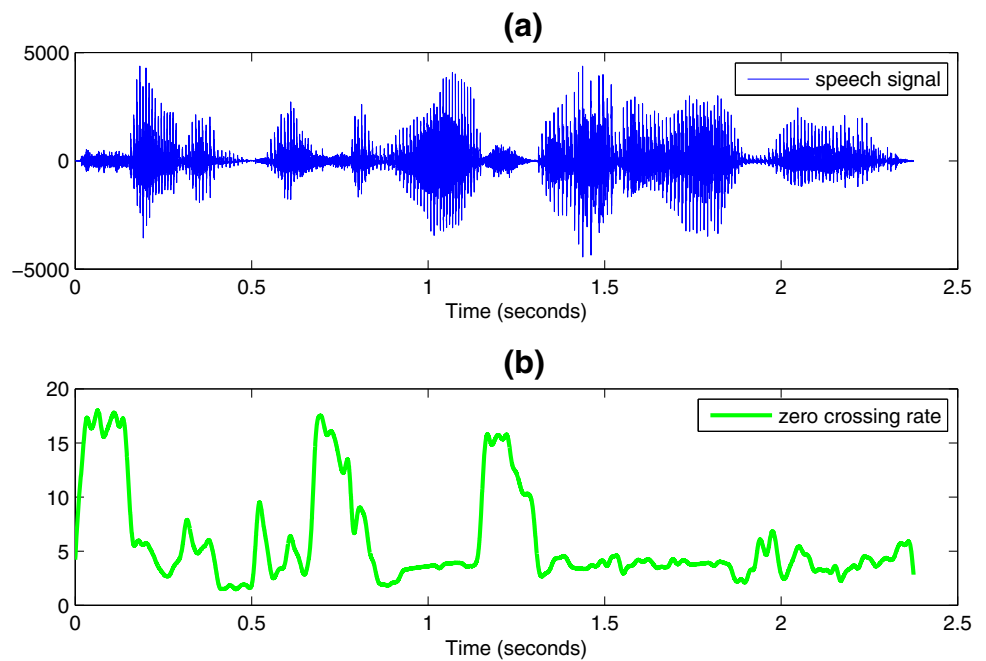 (a)
5000
0
−5000
speech signal
0 0.5 1 1.5 2 2.5
Time (seconds)
(b)
20
15
10
5
0
zero crossing rate
0 0.5 1 1.5 2 2.5
Time (seconds)